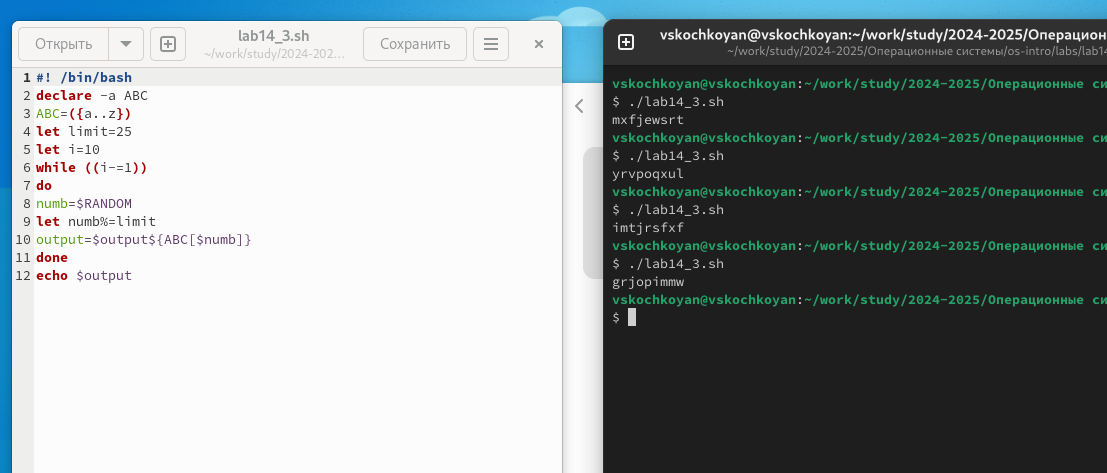 Открыть
lab14_3.sh
~/work/study/2024-202...
Сохранить
1 #! /bin/bash
2 declare -a ABC
3 ABC=({a..z})
4 let limit=25
5 let i=10
6 while ((i-=1))
7 do
8 numb=$RANDOM
9 let numb%=limit
10 output=$output${ABC[$numb]}
11 done
12 echo $output
vskochkoyan@vskochkoyan:~/work/study/2024-2025/Операцион
~/work/study/2024-2025/Операционные системы/os-intro/labs/lab14
vskochkoyan@vskochkoyan:~/work/study/2024-2025/Операционные си
$ ./lab14_3.sh
mxfjewsrt
vskochkoyan@vskochkoyan:~/work/study/2024-2025/Операционные си
$ ./lab14_3.sh
yrvpoqxul
vskochkoyan@vskochkoyan:~/work/study/2024-2025/Операционные си
$ ./lab14_3.sh
imtjrsfxf
vskochkoyan@vskochkoyan:~/work/study/2024-2025/Операционные си
$ ./lab14_3.sh
grjopimmw
vskochkoyan@vskochkoyan:~/work/study/2024-2025/Операционные си
$